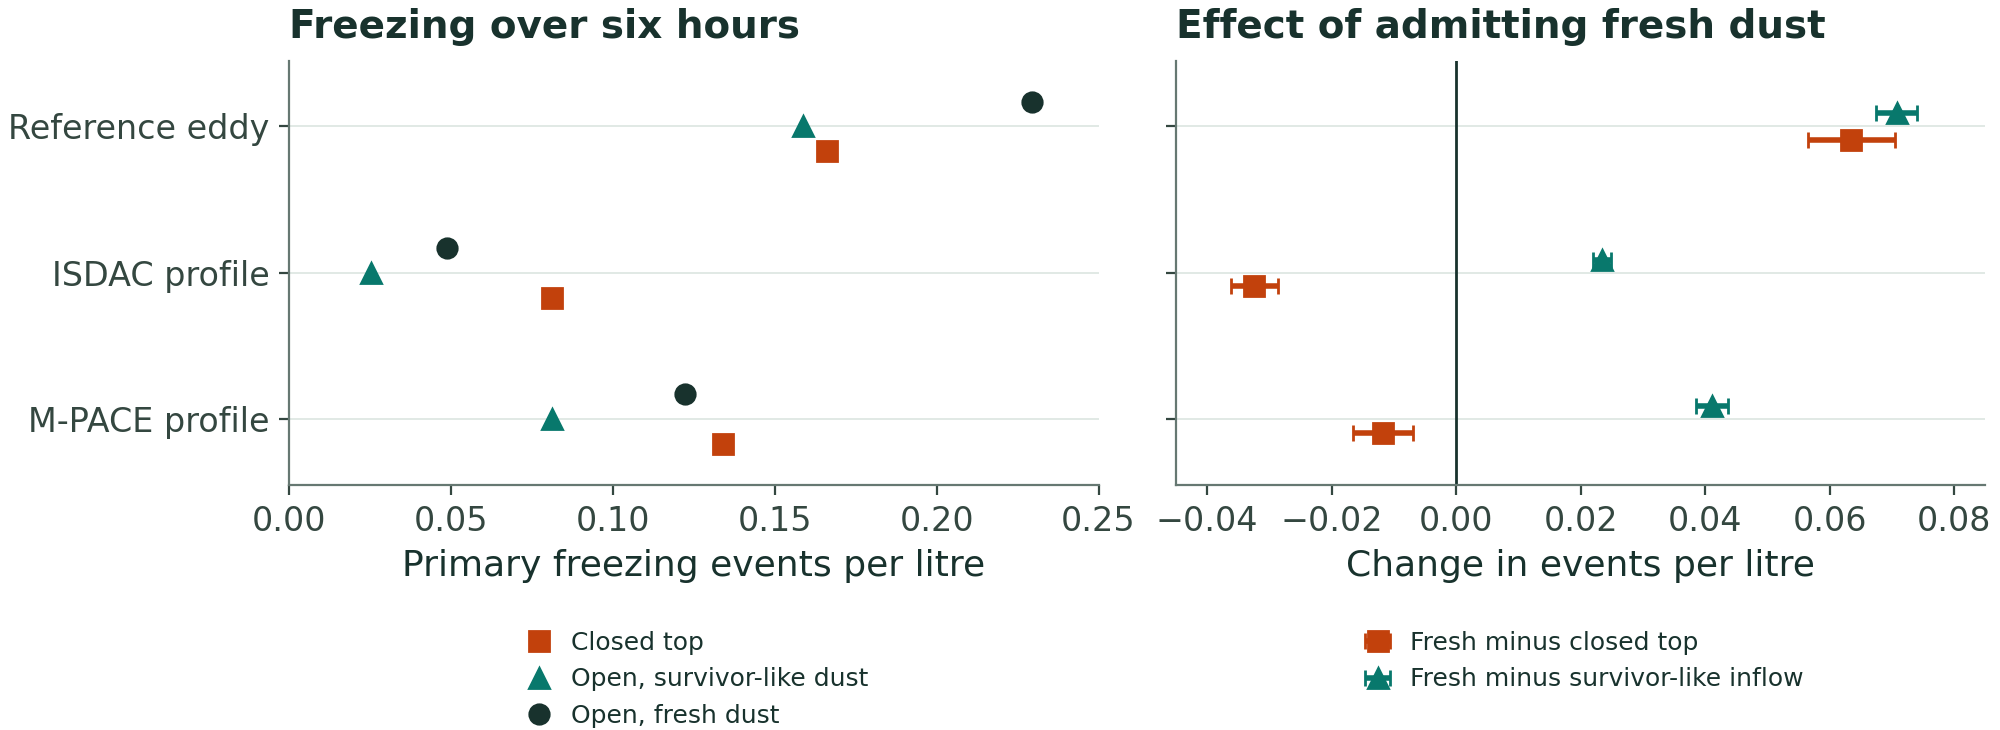 Freezing over six hours
Effect of admitting fresh dust
Reference eddy
ISDAC profile
M-PACE profile
0.00 0.05 0.10 0.15 0.20 0.25
−0.04 −0.02 0.00 0.02 0.04 0.06 0.08
Primary freezing events per litre
Change in events per litre
Closed top
Open, survivor-like dust
Open, fresh dust
Fresh minus closed top
Fresh minus survivor-like inflow